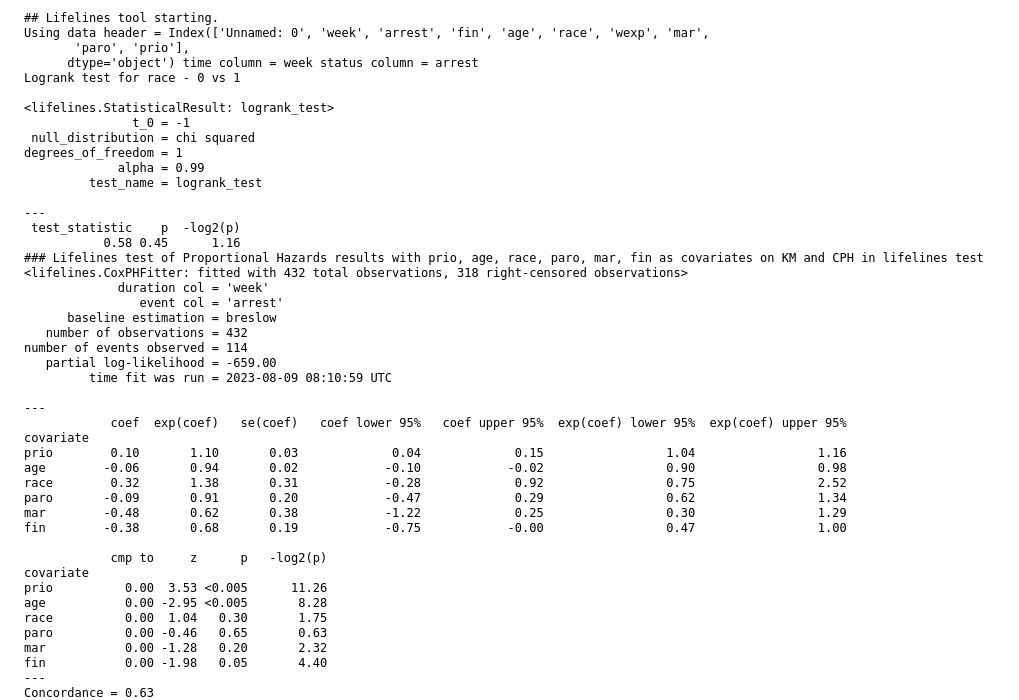 ## Lifelines tool starting.
Using data header = Index(['Unnamed: 0', 'week', 'arrest', 'fin', 'age', 'race', 'wexp', 'mar',
       'paro', 'prio'],
      dtype='object') time column = week status column = arrest
Logrank test for race - 0 vs 1

<lifelines.StatisticalResult: logrank_test>
               t_0 = -1
 null_distribution = chi squared
degrees_of_freedom = 1
             alpha = 0.99
         test_name = logrank_test

---
 test_statistic    p  -log2(p)
           0.58 0.45      1.16
### Lifelines test of Proportional Hazards results with prio, age, race, paro, mar, fin as covariates on KM and CPH in lifelines test
<lifelines.CoxPHFitter: fitted with 432 total observations, 318 right-censored observations>
             duration col = 'week'
                event col = 'arrest'
      baseline estimation = breslow
   number of observations = 432
number of events observed = 114
   partial log-likelihood = -659.00
         time fit was run = 2023-08-09 08:10:59 UTC

---
            coef  exp(coef)   se(coef)   coef lower 95%   coef upper 95%  exp(coef) lower 95%  exp(coef) upper 95%
covariate
prio        0.10       1.10       0.03             0.04             0.15                 1.04                 1.16
age        -0.06       0.94       0.02            -0.10            -0.02                 0.90                 0.98
race        0.32       1.38       0.31            -0.28             0.92                 0.75                 2.52
paro       -0.09       0.91       0.20            -0.47             0.29                 0.62                 1.34
mar        -0.48       0.62       0.38            -1.22             0.25                 0.30                 1.29
fin        -0.38       0.68       0.19            -0.75            -0.00                 0.47                 1.00

            cmp to     z      p   -log2(p)
covariate
prio          0.00  3.53 <0.005      11.26
age           0.00 -2.95 <0.005       8.28
race          0.00  1.04   0.30       1.75
paro          0.00 -0.46   0.65       0.63
mar           0.00 -1.28   0.20       2.32
fin           0.00 -1.98   0.05       4.40
---
Concordance = 0.63